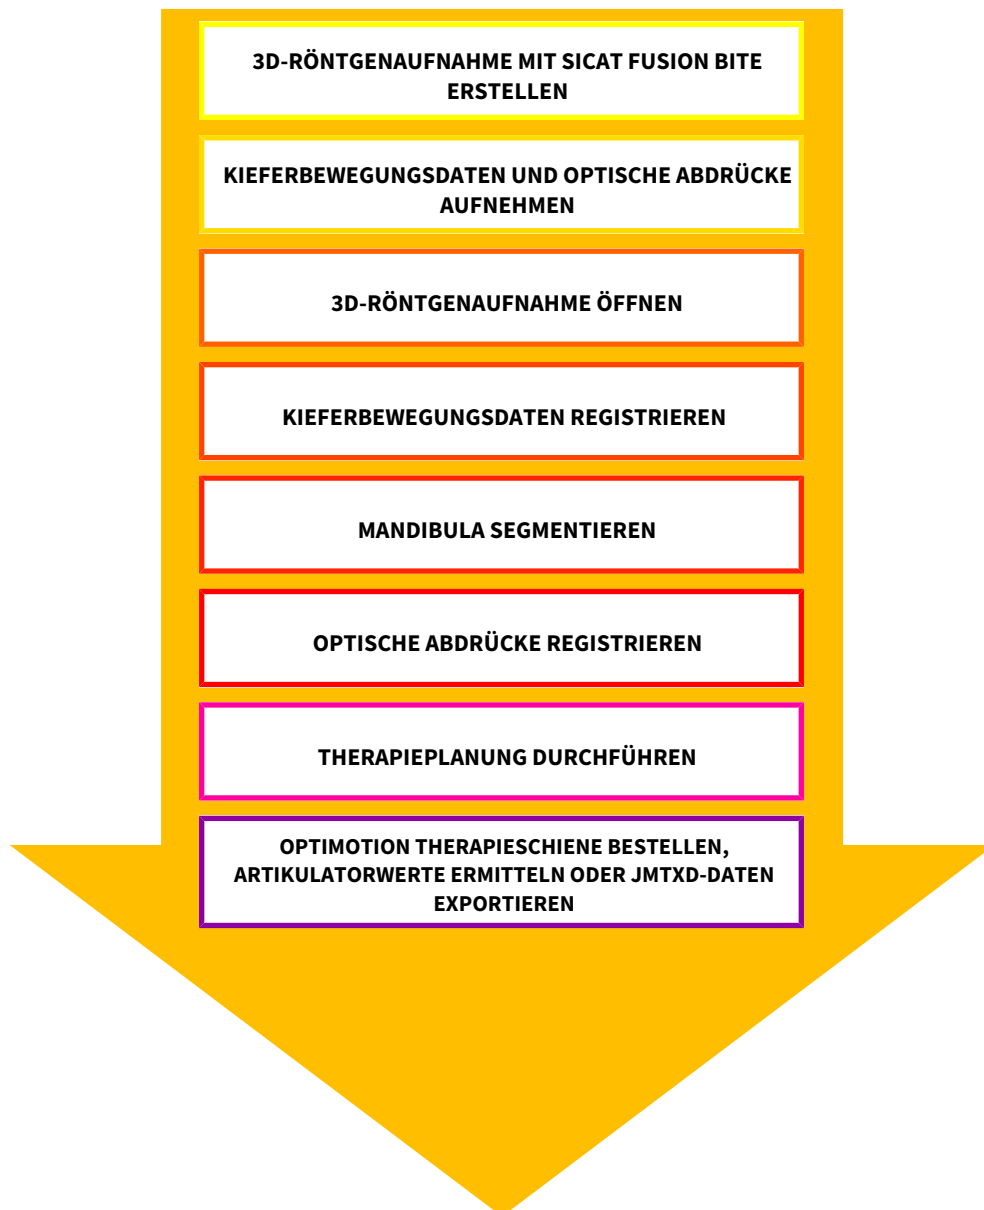 3D-RÖNTGENAUFNAHME MIT SICAT FUSION BITE
ERSTELLEN
KIEFERBEWEGUNGSDATEN UND OPTISCHE ABDRÜCKE
AUFNEHMEN
3D-RÖNTGENAUFNAHME ÖFFNEN
KIEFERBEWEGUNGSDATEN REGISTRIEREN
MANDIBULA SEGMENTIEREN
OPTISCHE ABDRÜCKE REGISTRIEREN
THERAPIEPLANUNG DURCHFÜHREN
OPTIMOTION THERAPIESCHIENE BESTELLEN,
ARTIKULATORWERTE ERMITTELN ODER JMTXD-DATEN
EXPORTIEREN